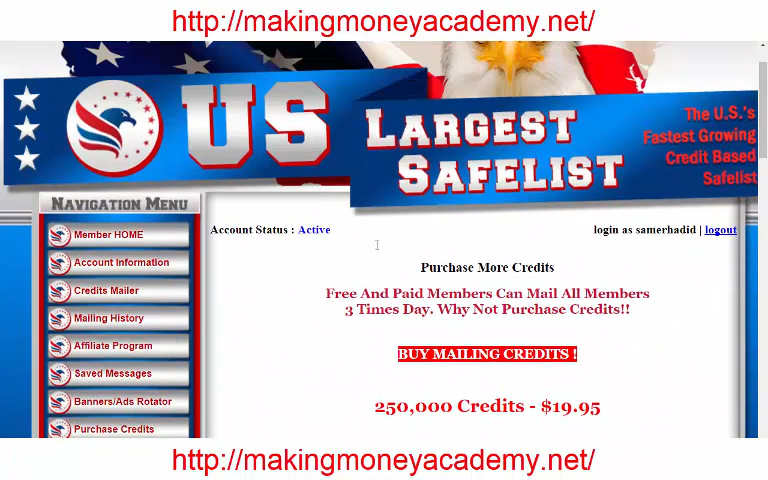 http://makingmoneyacademy.net/
US
LARGEST
SAFELIST
The U.S.'s
Fastest Growing
Credit Based
Safelist
NAVIGATION MENU
Member HOME
Account Information
Credits Mailer
Mailing History
Affiliate Program
Saved Messages
Banners/Ads Rotator
Purchase Credits
Account Status : Active
login as samerhadid | logout
Purchase More Credits
Free And Paid Members Can Mail All Members
3 Times Day. Why Not Purchase Credits!!
BUY MAILING CREDITS !
250,000 Credits - $19.95
http://makingmoneyacademy.net/